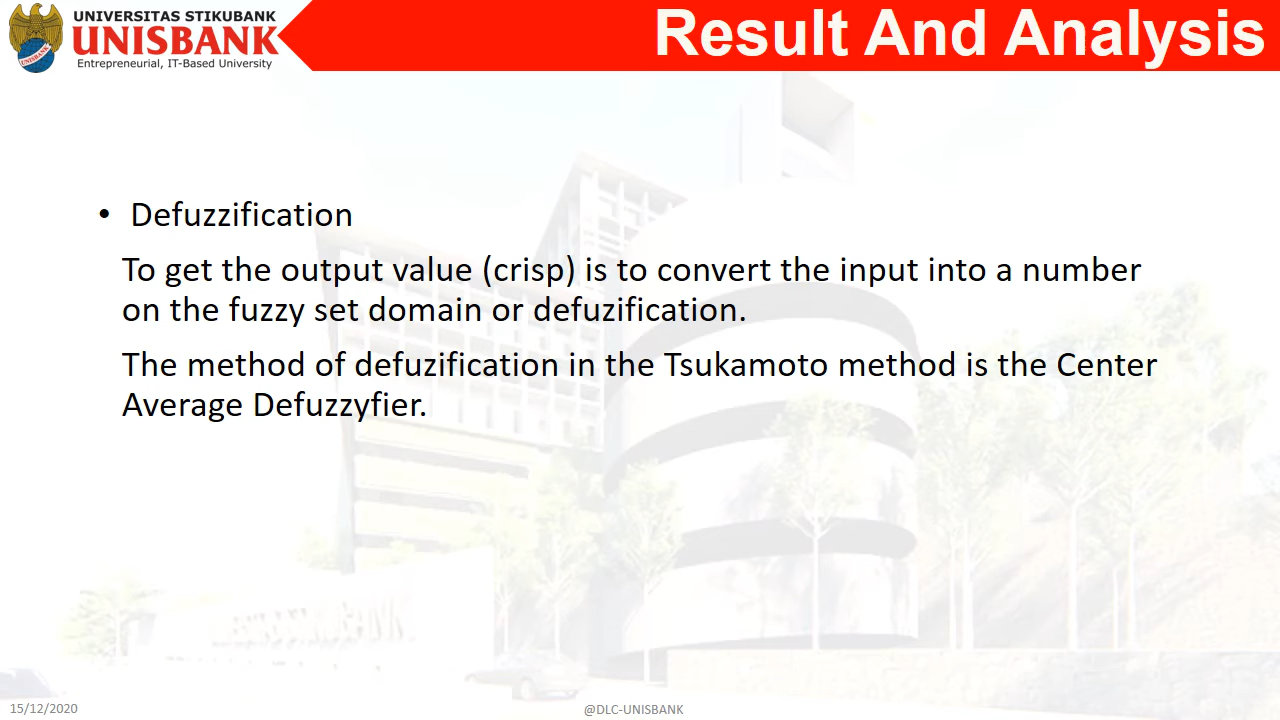 UNIVERSITAS STIKUBANK
UNISBANK
Entrepreneurial, IT-Based University
Result And Analysis
• Defuzzification
To get the output value (crisp) is to convert the input into a number
on the fuzzy set domain or defuzification.
The method of defuzification in the Tsukamoto method is the Center
Average Defuzzyfier.
15/12/2020
@DLC-UNISBANK